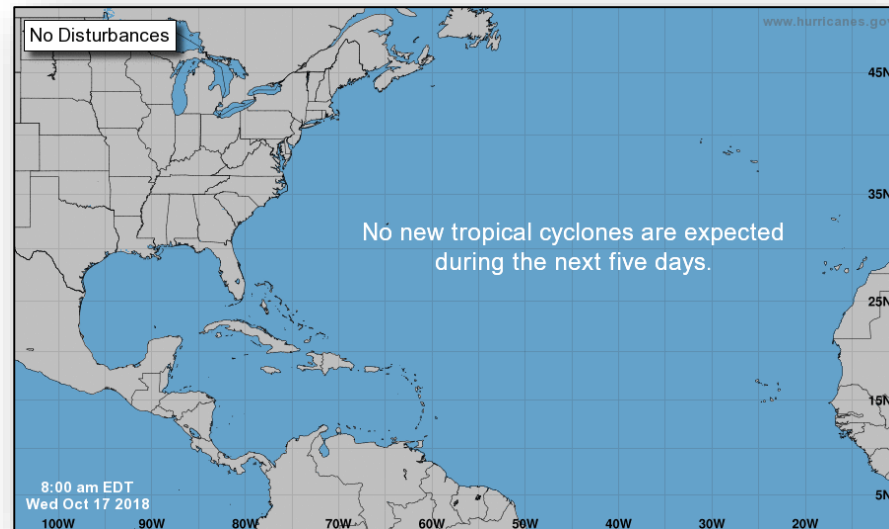 No Disturbances
www.hurricanes.gov
45N
35N
No new tropical cyclones are expected
during the next five days.
25N
15N
8:00 am EDT
Wed Oct 17 2018
5N
100W 90W 80W 70W 60W 50W 40W 30W 20W